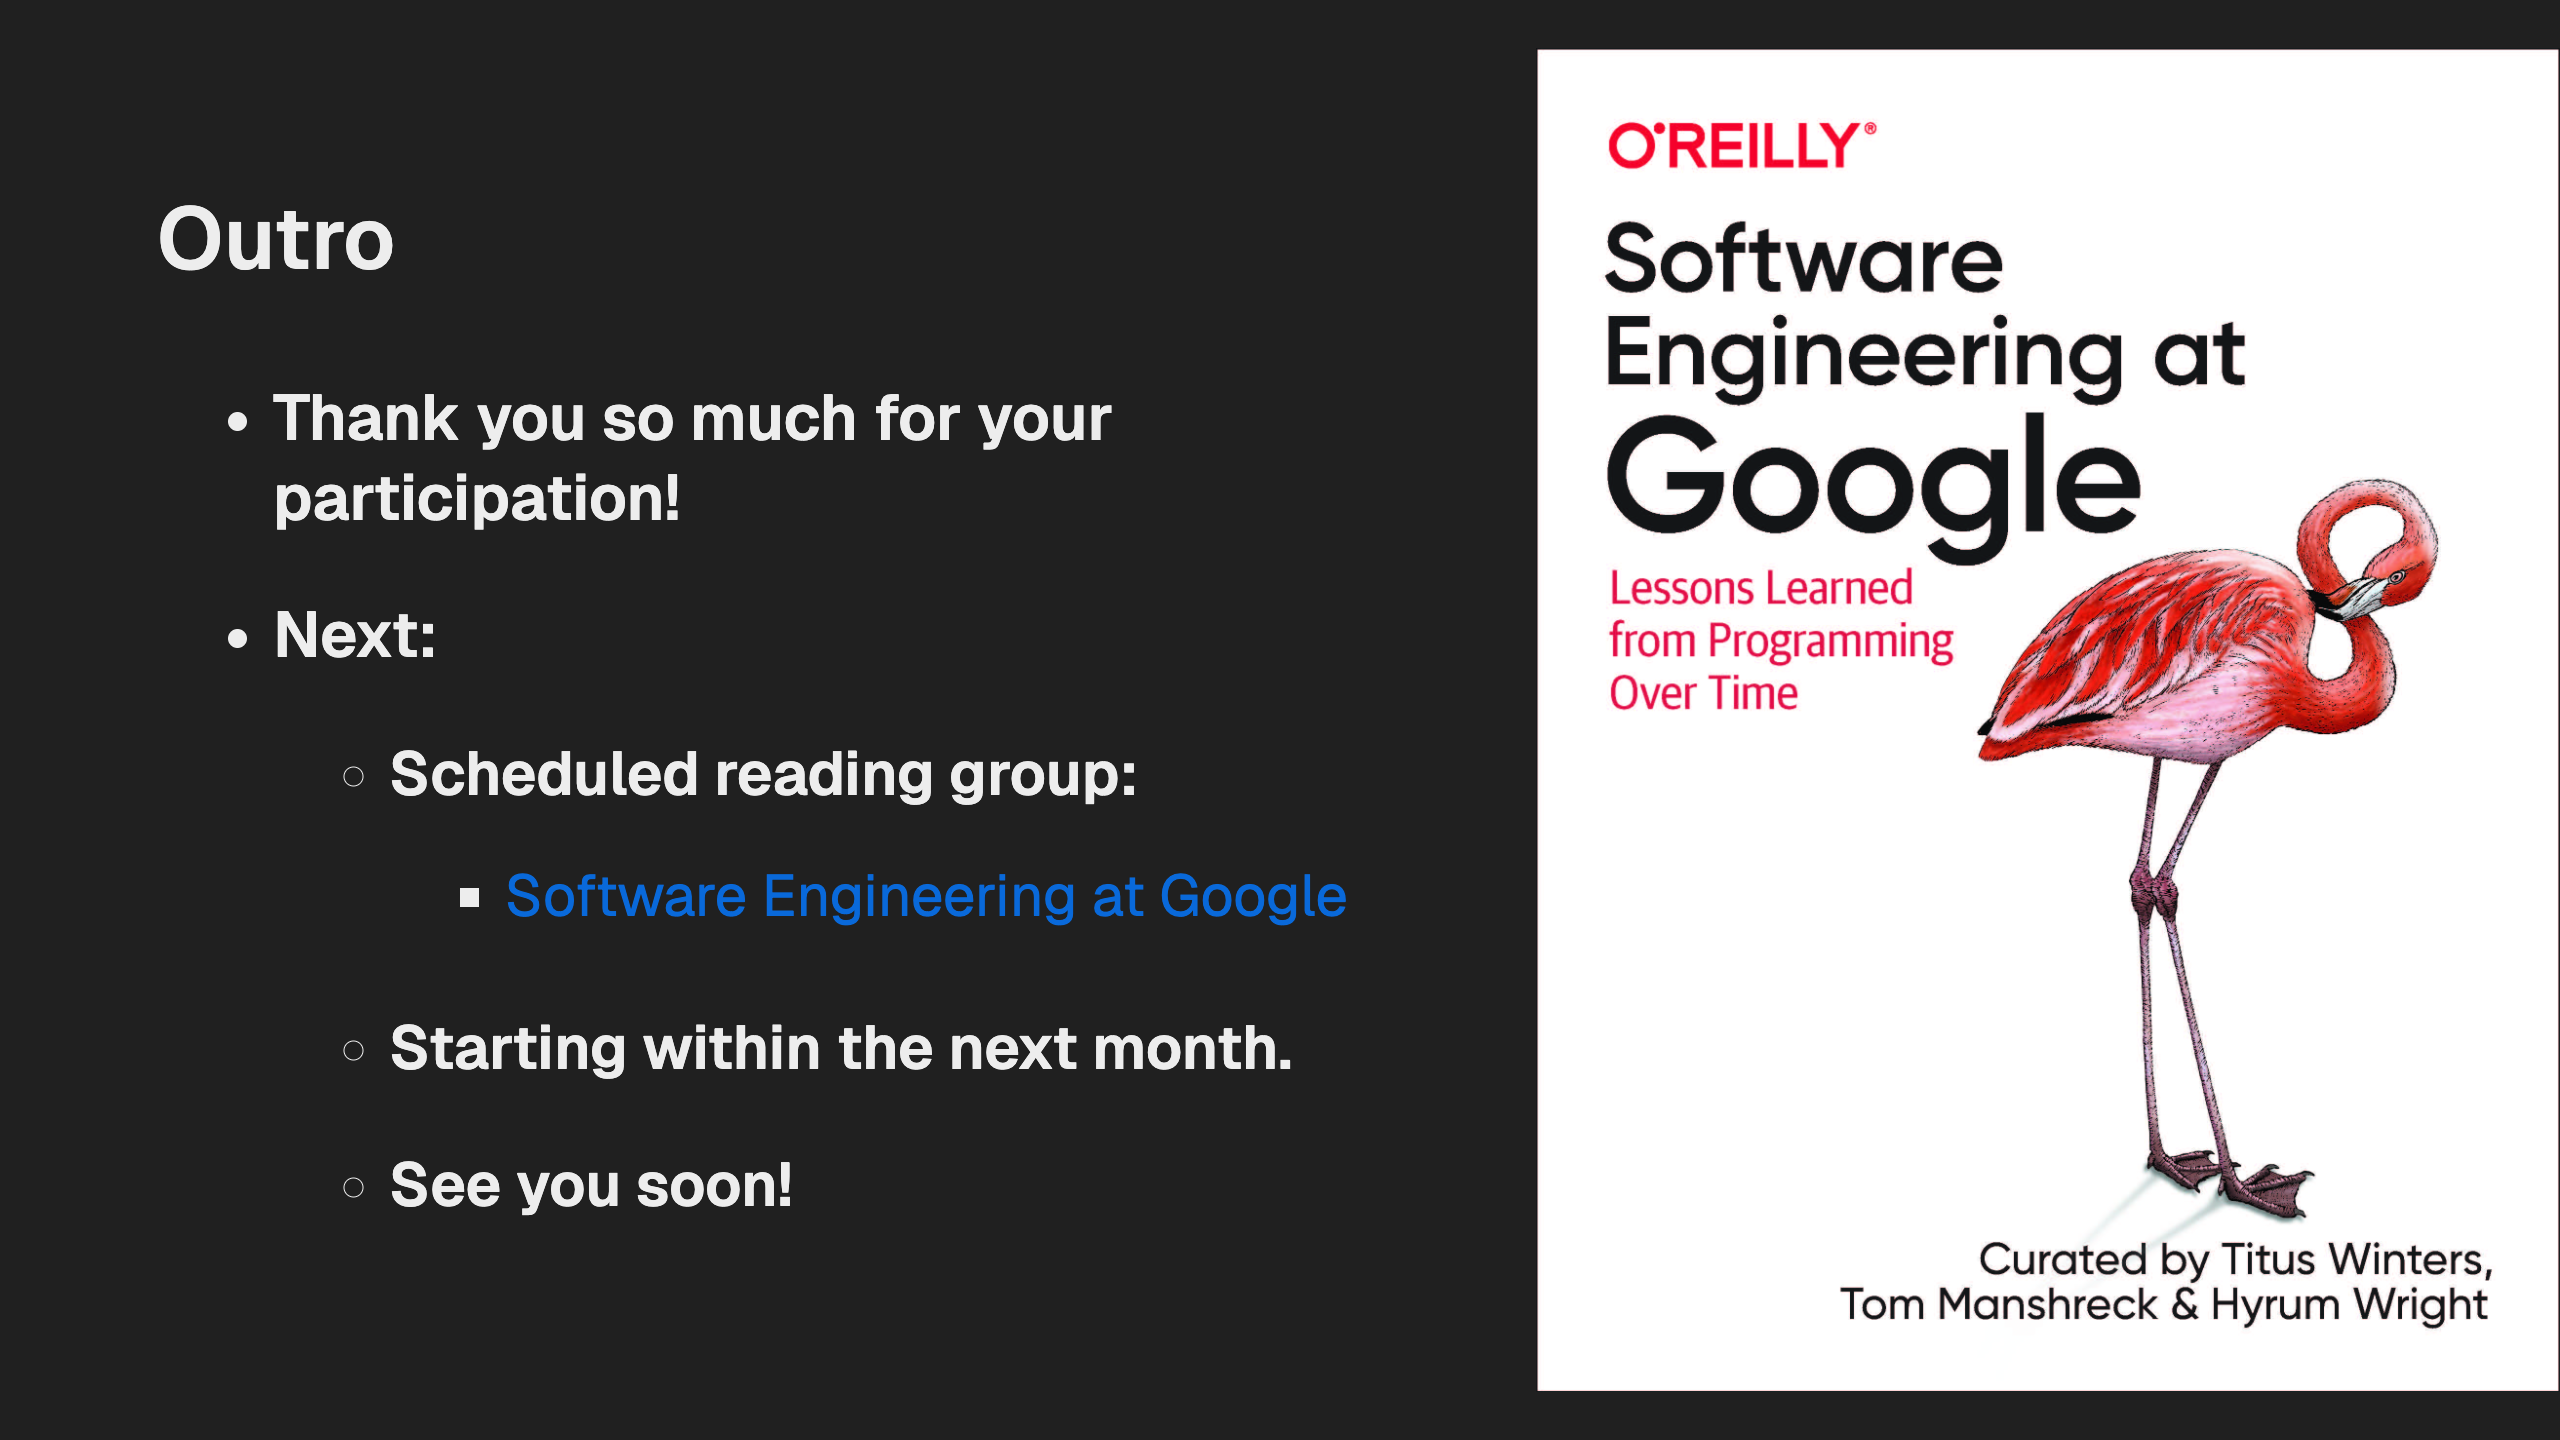 Outro
Thank you so much for your
participation!
Next:
Scheduled reading group:
Software Engineering at Google
Starting within the next month.
See you soon!
O'REILLY®
Software
Engineering at
Google
Lessons Learned
from Programming
Over Time
Curated by Titus Winters,
Tom Manshreck & Hyrum Wright